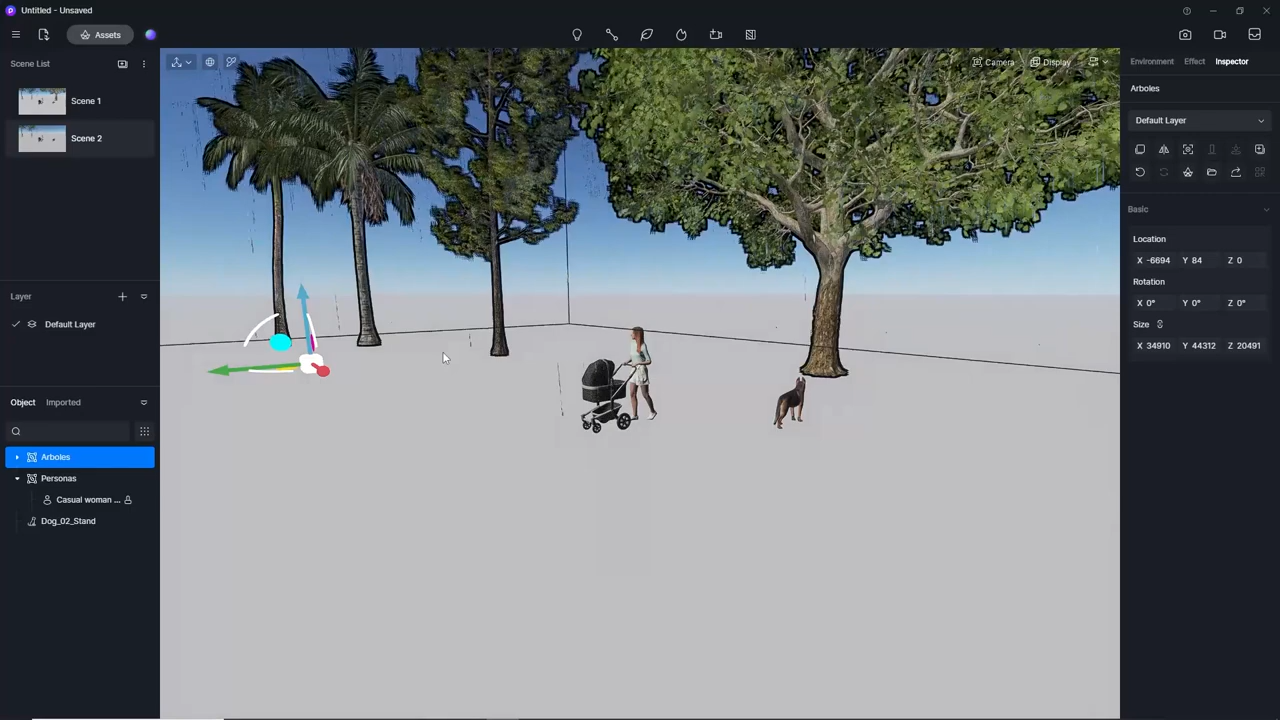 Untitled - Unsaved
Assets
Scene List
Scene 1
Scene 2
Layer
Default Layer
Object
Imported
Arboles
Personas
Casual woman ...
Dog_02_Stand
Camera
Display
Environment
Effect
Inspector
Arboles
Default Layer
Basic
Location
X -6694 Y 84 Z 0
Rotation
X 0° Y 0° Z 0°
Size
X 34910 Y 44312 Z 20491